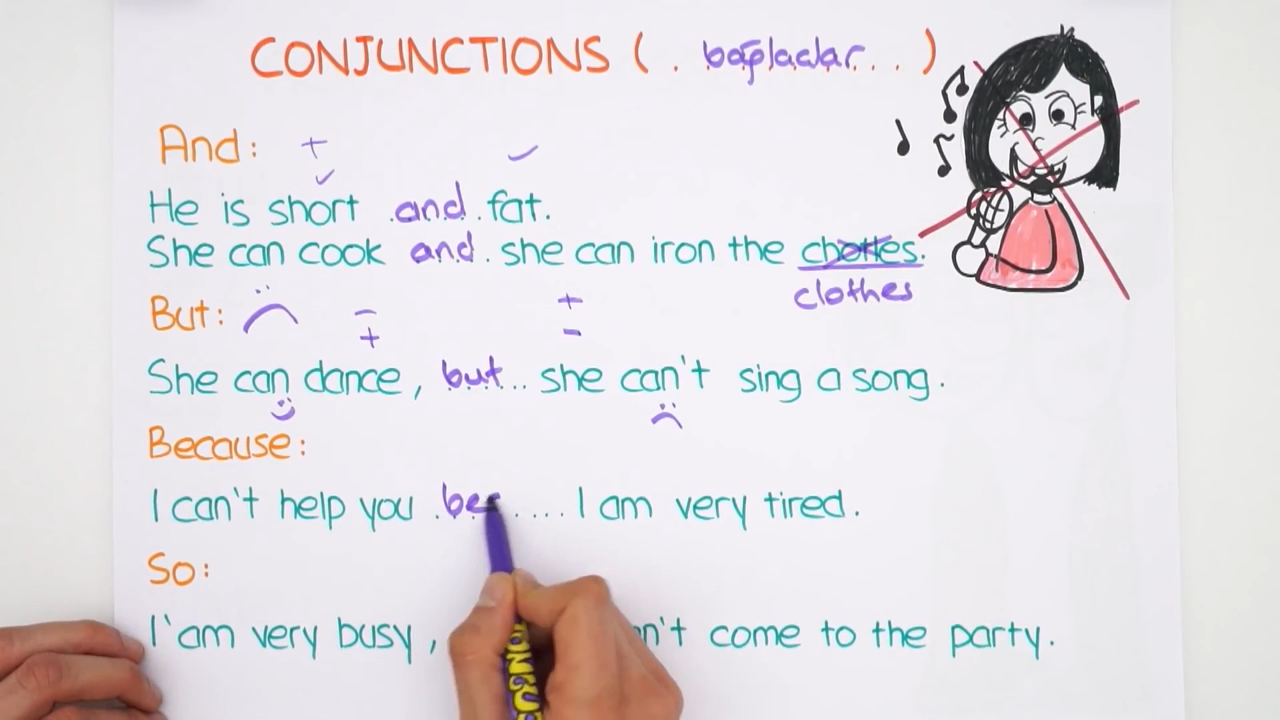 CONJUNCTIONS ( . bağlaclar... )
And: +
He is short .and. fat.
She can cook and. she can iron the chottes.
clothes
But: - + + -
She can dance, but... she can't sing a song.
Because:
I can't help you .bec..... I am very tired.
So:
I'am very busy, n't come to the party.